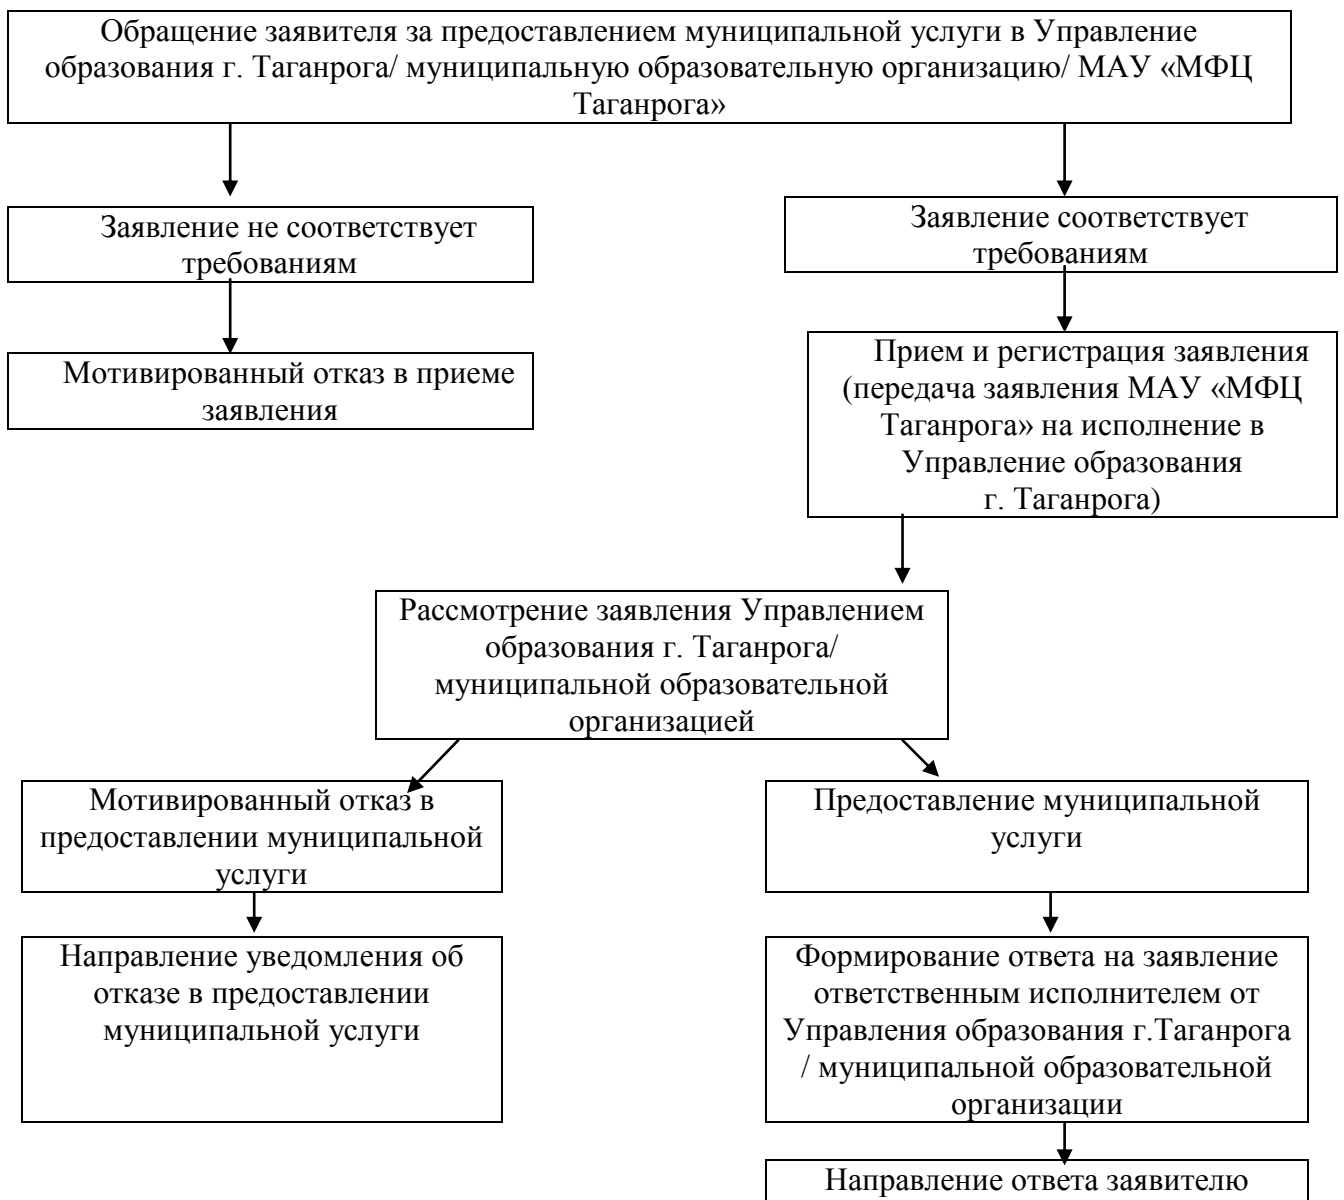 Обращение заявителя за предоставлением муниципальной услуги в Управление
образования г. Таганрога/ муниципальную образовательную организацию/ МАУ «МФЦ
Таганрога»
Заявление не соответствует
требованиям
Заявление соответствует
требованиям
Мотивированный отказ в приеме
заявления
Прием и регистрация заявления
(передача заявления МАУ «МФЦ
Таганрога» на исполнение в
Управление образования
г. Таганрога)
Рассмотрение заявления Управлением
образования г. Таганрога/
муниципальной образовательной
организацией
Мотивированный отказ в
предоставлении муниципальной
услуги
Предоставление муниципальной
услуги
Направление уведомления об
отказе в предоставлении
муниципальной услуги
Формирование ответа на заявление
ответственным исполнителем от
Управления образования г.Таганрога
/ муниципальной образовательной
организации
Направление ответа заявителю